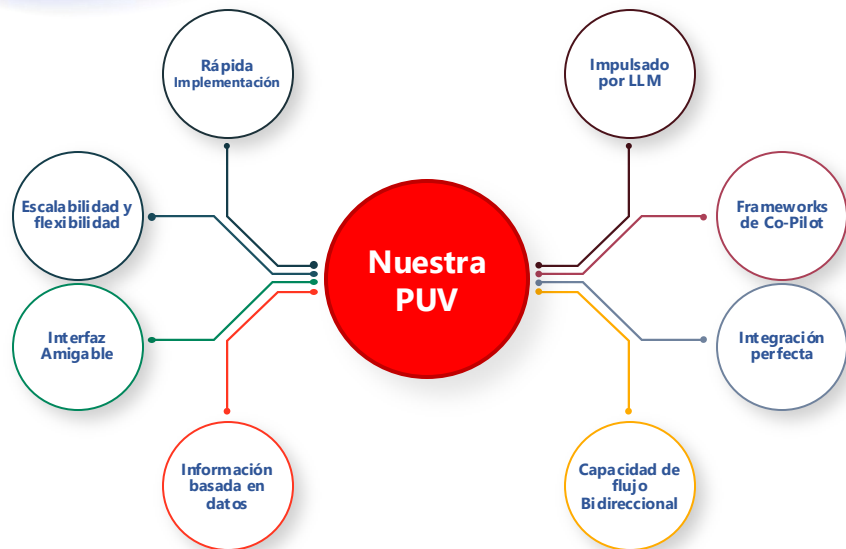 Rápida
Implementación
Impulsado
por LLM
Escalabilidad y
flexibilidad
Frameworks
de Co-Pilot
Nuestra
PUV
Interfaz
Amigable
Integración
perfecta
Información
basada en
datos
Capacidad de
flujo
Bidireccional